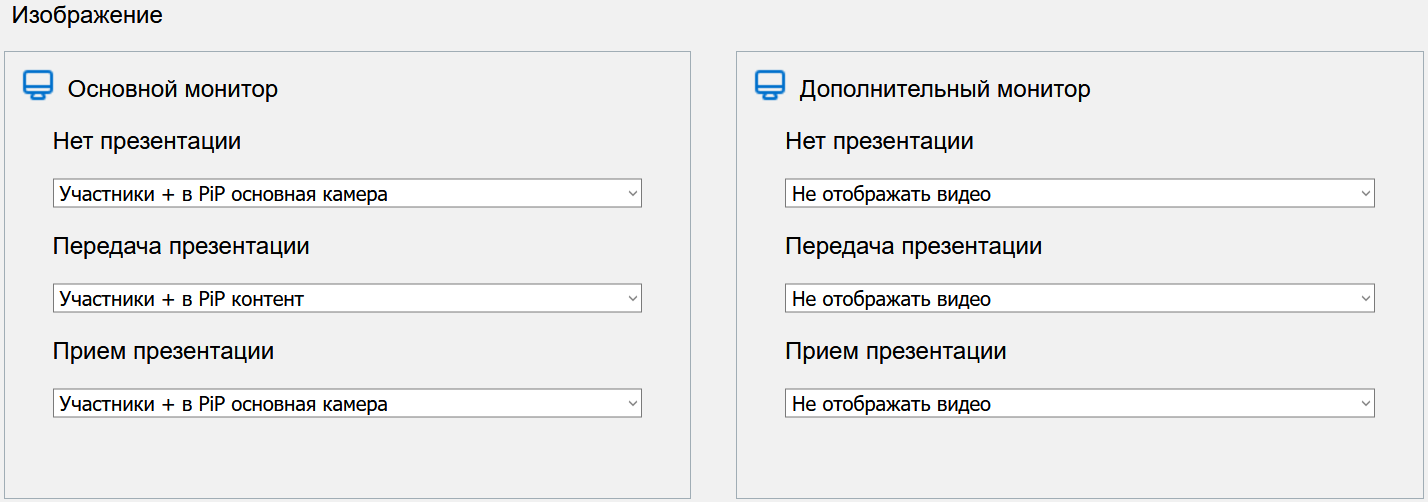 Изображение
Основной монитор
Нет презентации
Участники + в PiP основная камера
Передача презентации
Участники + в PiP контент
Прием презентации
Участники + в PiP основная камера
Дополнительный монитор
Нет презентации
Не отображать видео
Передача презентации
Не отображать видео
Прием презентации
Не отображать видео